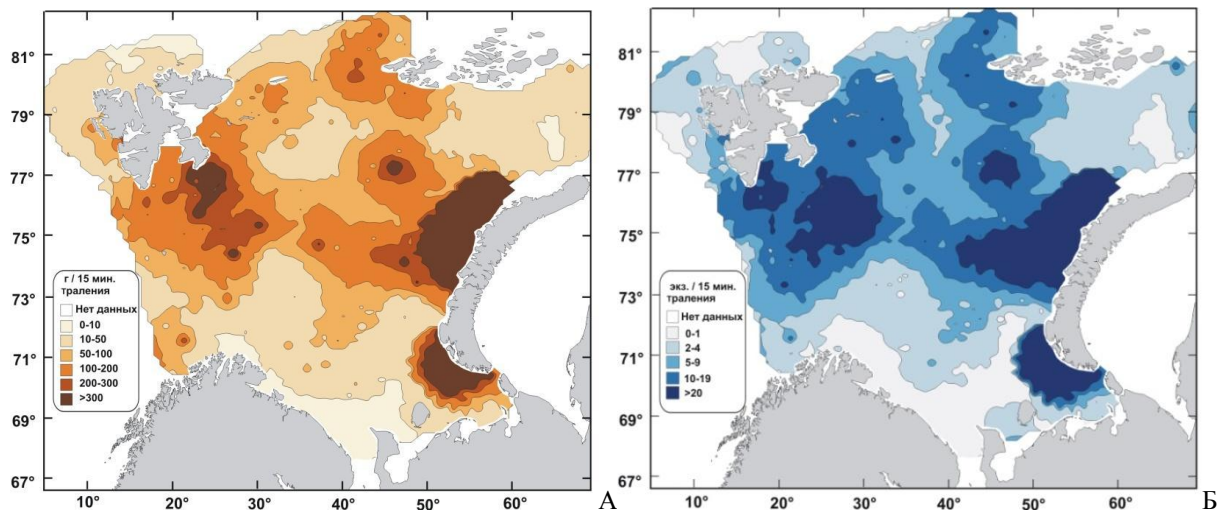 81°
79°
77°
75°
73°
71°
69°
67°
г / 15 мин.
траления
Нет данных
0-10
10-50
50-100
100-200
200-300
>300
10° 20° 30° 40° 50° 60°
А
81°
79°
77°
75°
73°
71°
69°
67°
экз. / 15 мин.
траления
Нет данных
0-1
2-4
5-9
10-19
>20
10° 20° 30° 40° 50° 60°
Б